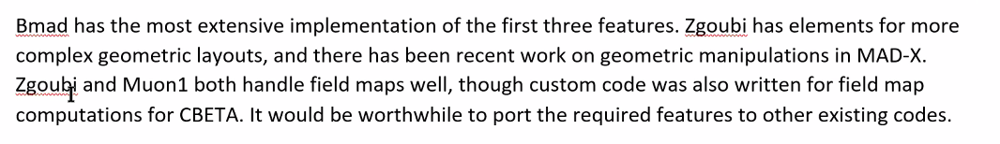 Bmad has the most extensive implementation of the first three features. Zgoubi has elements for more
complex geometric layouts, and there has been recent work on geometric manipulations in MAD-X.
Zgoubi and Muon1 both handle field maps well, though custom code was also written for field map
computations for CBETA. It would be worthwhile to port the required features to other existing codes.